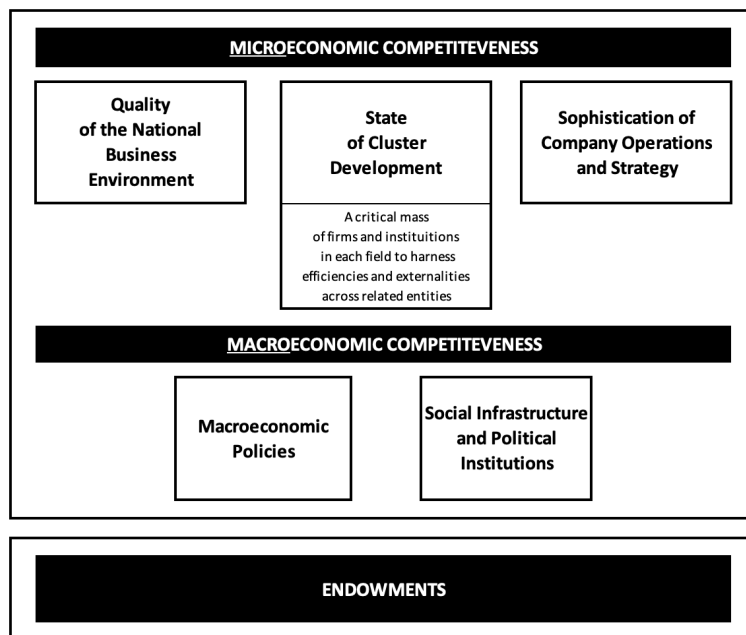 MICROECONOMIC COMPETITEVENESS
Quality
of the National
Business
Environment
State
of Cluster
Development
A critical mass
of firms and instituitions
in each field to harness
efficiencies and externalities
across related entities
Sophistication of
Company Operations
and Strategy
MACROECONOMIC COMPETITEVENESS
Macroeconomic
Policies
Social Infrastructure
and Political
Institutions
ENDOWMENTS